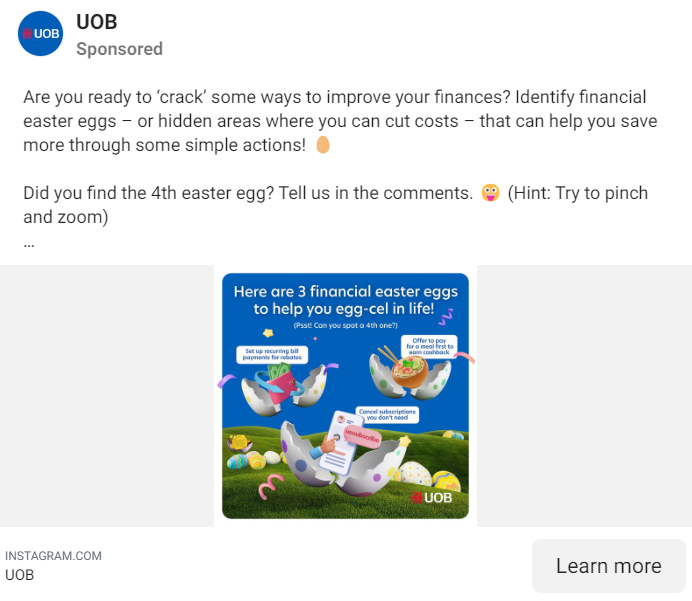 UOB
UOB
Sponsored
Are you ready to ‘crack’ some ways to improve your finances? Identify financial
easter eggs – or hidden areas where you can cut costs – that can help you save
more through some simple actions!
Did you find the 4th easter egg? Tell us in the comments. (Hint: Try to pinch
and zoom)
...
Here are 3 financial easter eggs
to help you egg-cel in life!
(Psst! Can you spot a 4th one?)
Offer to pay
for a meal first to
earn cashback
Set up recurring bill
payments for rebates
Cancel subscriptions
you don't need
unsubscribe
UOB
INSTAGRAM.COM
UOB
Learn more